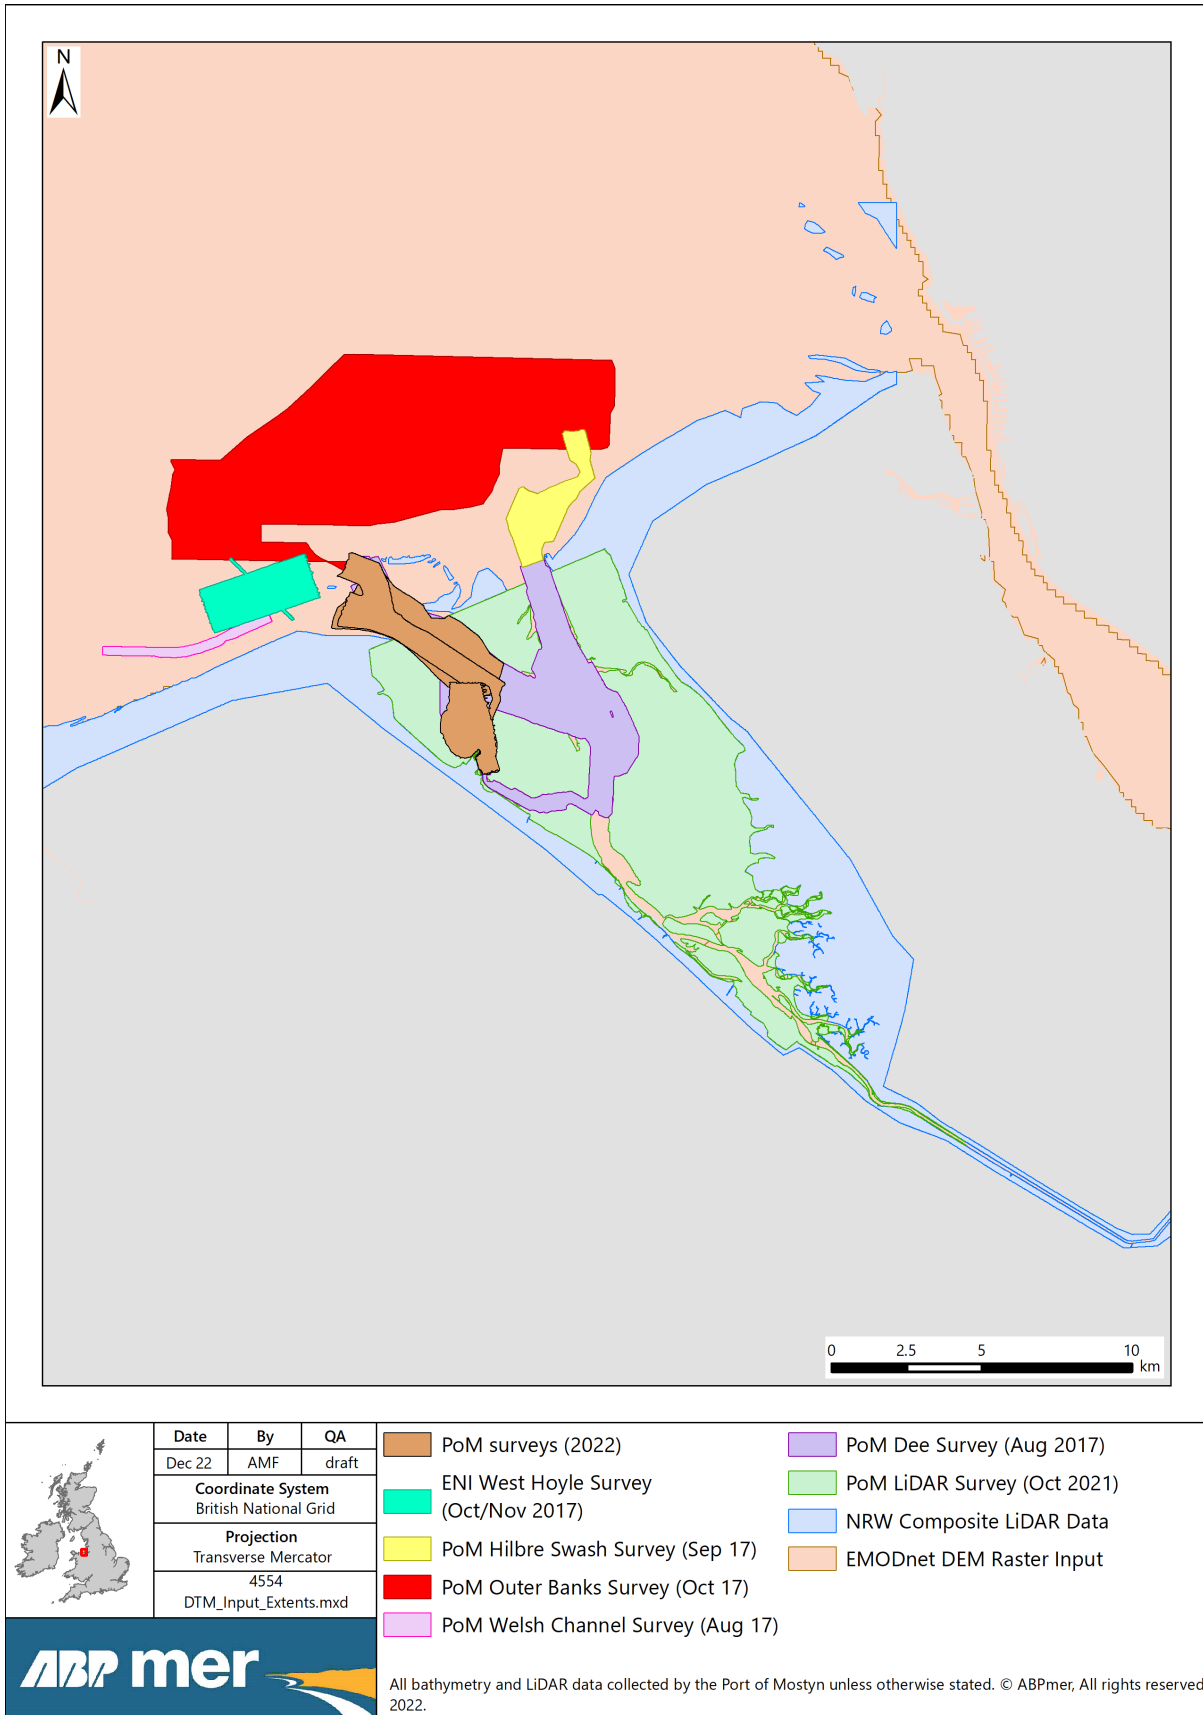 N
0 2.5 5 10
km
Date By QA
Dec 22 AMF draft
Coordinate System
British National Grid
Projection
Transverse Mercator
4554
DTM_Input_Extents.mxd
ABP mer
PoM surveys (2022)
ENI West Hoyle Survey
(Oct/Nov 2017)
PoM Hilbre Swash Survey (Sep 17)
PoM Outer Banks Survey (Oct 17)
PoM Welsh Channel Survey (Aug 17)
PoM Dee Survey (Aug 2017)
PoM LiDAR Survey (Oct 2021)
NRW Composite LiDAR Data
EMODnet DEM Raster Input
All bathymetry and LiDAR data collected by the Port of Mostyn unless otherwise stated. © ABPmer, All rights reserved
2022.